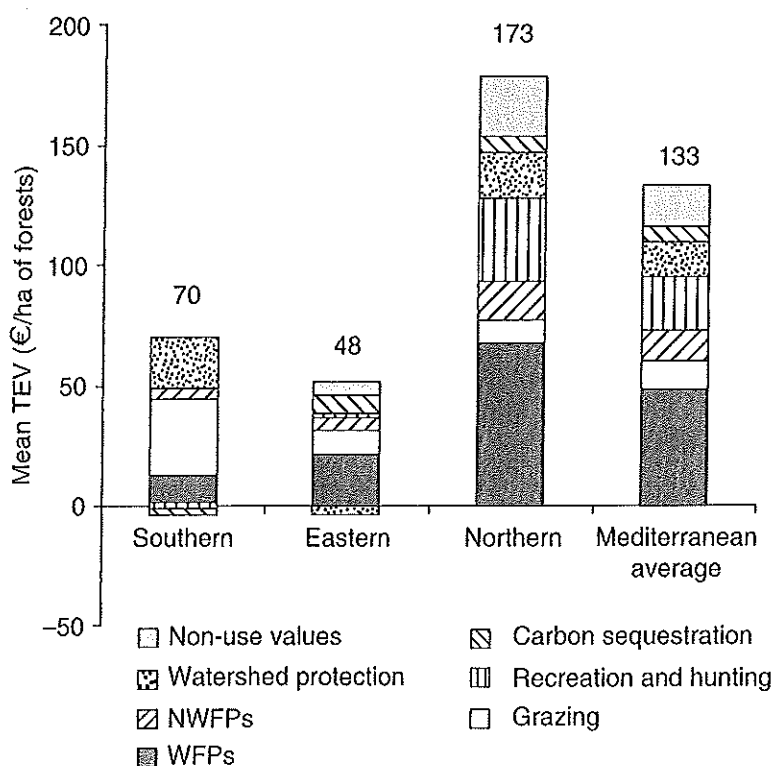 200
150
100
50
0
–50
Mean TEV (€/ha of forests)
70
48
173
133
Southern
Eastern
Northern
Mediterranean
average
Non-use values
Carbon sequestration
Watershed protection
Recreation and hunting
NWFPs
Grazing
WFPs